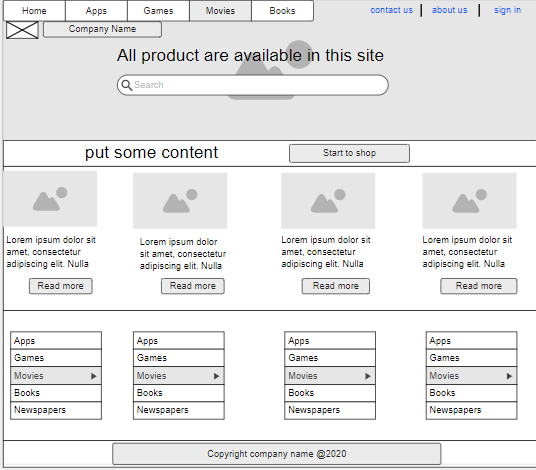 Home Apps Games Movies Books contact us about us sign in
Company Name
All product are available in this site
Search
put some content Start to shop
Lorem ipsum dolor sit
amet, consectetur
adipiscing elit. Nulla
Read more
Lorem ipsum dolor
sit amet, consectetur
adipiscing elit. Nulla
Read more
Lorem ipsum dolor sit
amet, consectetur
adipiscing elit. Nulla
Read more
Lorem ipsum dolor sit
amet, consectetur
adipiscing elit. Nulla
Read more
Apps
Games
Movies
Books
Newspapers
Apps
Games
Movies
Books
Newspapers
Apps
Games
Movies
Books
Newspapers
Apps
Games
Movies
Books
Newspapers
Copyright company name @2020